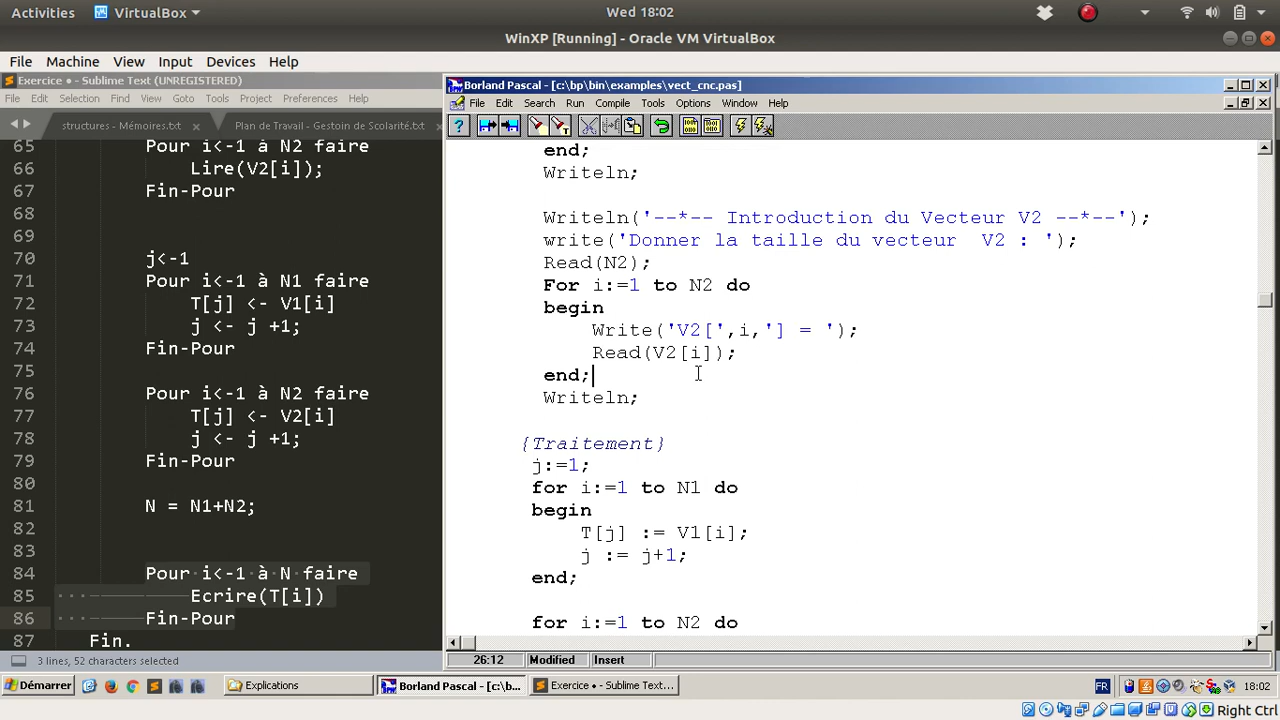 Activities VirtualBox Wed 18:02
WinXP [Running] - Oracle VM VirtualBox
File Machine View Input Devices Help
Exercice • - Sublime Text (UNREGISTERED)
File Edit Selection Find View Goto Tools Project Preferences Help
structures - Mémoires.txt × Plan de Travail - Gestoin de Scolarité.txt ×
65 Pour i<-1 à N2 faire
66 Lire(V2[i]);
67 Fin-Pour
68
69
70 j<-1
71 Pour i<-1 à N1 faire
72 T[j] <- V1[i]
73 j <- j +1;
74 Fin-Pour
75
76 Pour i<-1 à N2 faire
77 T[j] <- V2[i]
78 j <- j +1;
79 Fin-Pour
80
81 N = N1+N2;
82
83
84 Pour i<-1 à N faire
85 Ecrire(T[i])
86 Fin-Pour
87 Fin.
3 lines, 52 characters selected
Borland Pascal - [c:\bp\bin\examples\vect_cnc.pas]
File Edit Search Run Compile Tools Options Window Help
end;
Writeln;
Writeln('--*-- Introduction du Vecteur V2 --*--');
write('Donner la taille du vecteur  V2 : ');
Read(N2);
For i:=1 to N2 do
begin
Write('V2[',i,'] = ');
Read(V2[i]);
end;
Writeln;
{Traitement}
j:=1;
for i:=1 to N1 do
begin
T[j] := V1[i];
j := j+1;
end;
for i:=1 to N2 do
26:12 Modified Insert
Démarrer Explications Borland Pascal - [c:\b... Exercice • - Sublime Text... FR 18:02
Right Ctrl